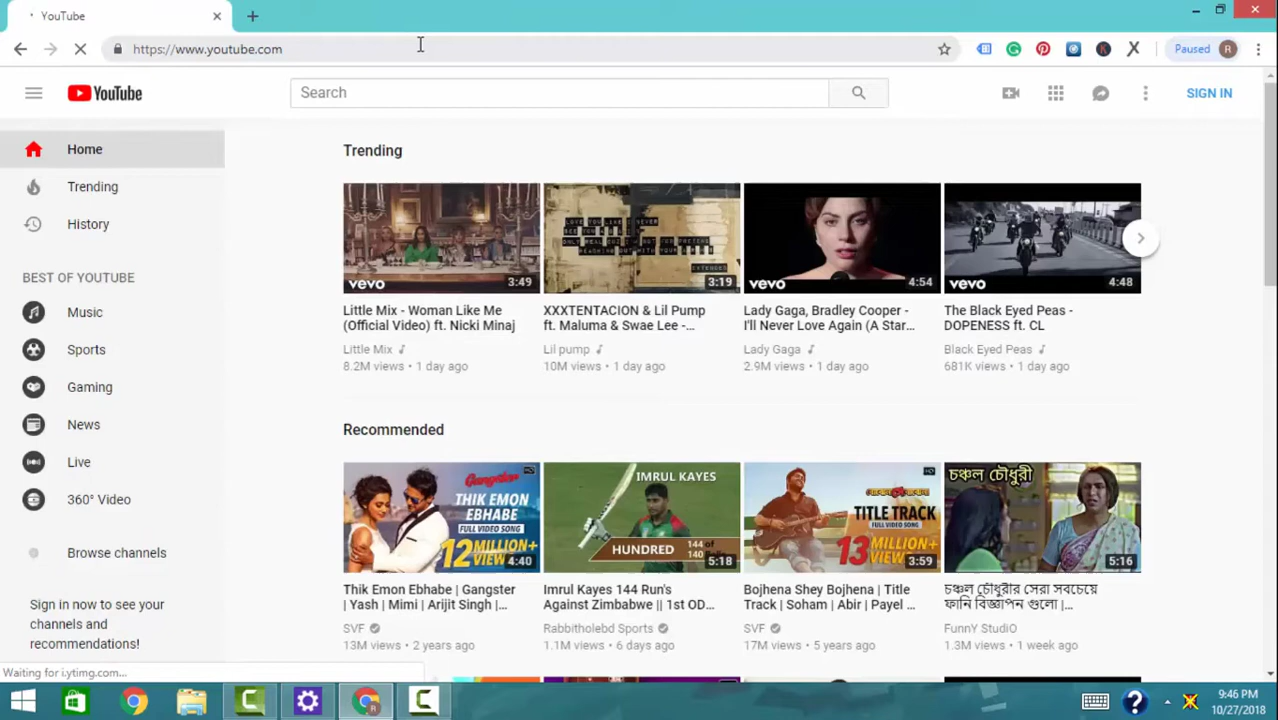 YouTube
https://www.youtube.com
Paused R
YouTube
Search
SIGN IN
Home
Trending
History
BEST OF YOUTUBE
Music
Sports
Gaming
News
Live
360° Video
Browse channels
Sign in now to see your
channels and
recommendations!
Trending
vevo 3:49
LOVE YOU LIKE I NEVER
EXTENDED
3:19
4:54
vevo 4:48
Little Mix - Woman Like Me
(Official Video) ft. Nicki Minaj
Little Mix
8.2M views • 1 day ago
XXXTENTACION & Lil Pump
ft. Maluma & Swae Lee -...
Lil pump
10M views • 1 day ago
Lady Gaga, Bradley Cooper -
I'll Never Love Again (A Star...
Lady Gaga
2.9M views • 1 day ago
The Black Eyed Peas -
DOPENESS ft. CL
Black Eyed Peas
681K views • 1 day ago
Recommended
Gangster
THIK EMON
EBHABE
FULL VIDEO SONG
12 MILLION+
4:40
IMRUL KAYES
HUNDRED 144
140
5:18
TITLE TRACK
FULL VIDEO SONG
13 MILLION+
3:59
চঞ্চল চৌধুরী
5:16
Thik Emon Ebhabe | Gangster
| Yash | Mimi | Arijit Singh |...
SVF
13M views • 2 years ago
Imrul Kayes 144 Run's
Against Zimbabwe || 1st OD...
Rabbitholebd Sports
1.1M views • 6 days ago
Bojhena Shey Bojhena | Title
Track | Soham | Abir | Payel ...
SVF
17M views • 5 years ago
চঞ্চল চৌধুরীর সেরা সবচেয়ে
ফানি বিজ্ঞাপন গুলো |...
FunnY StudiO
1.3M views • 1 week ago
Waiting for i.ytimg.com...
9:46 PM
10/27/2018